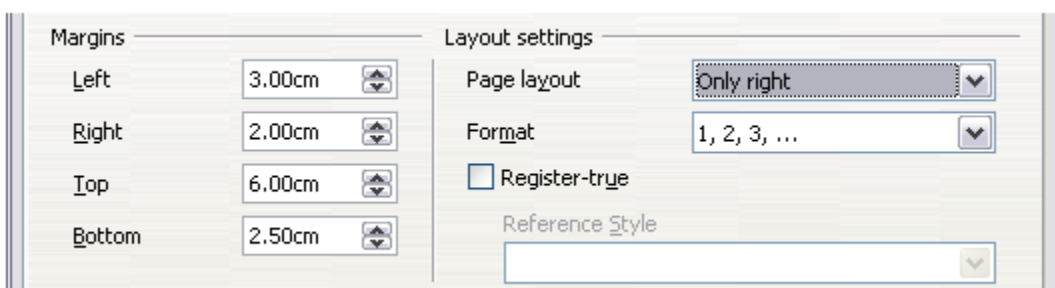 Margins
Left 3.00cm
Right 2.00cm
Top 6.00cm
Bottom 2.50cm
Layout settings
Page layout Only right
Format 1, 2, 3, ...
Register-true
Reference Style